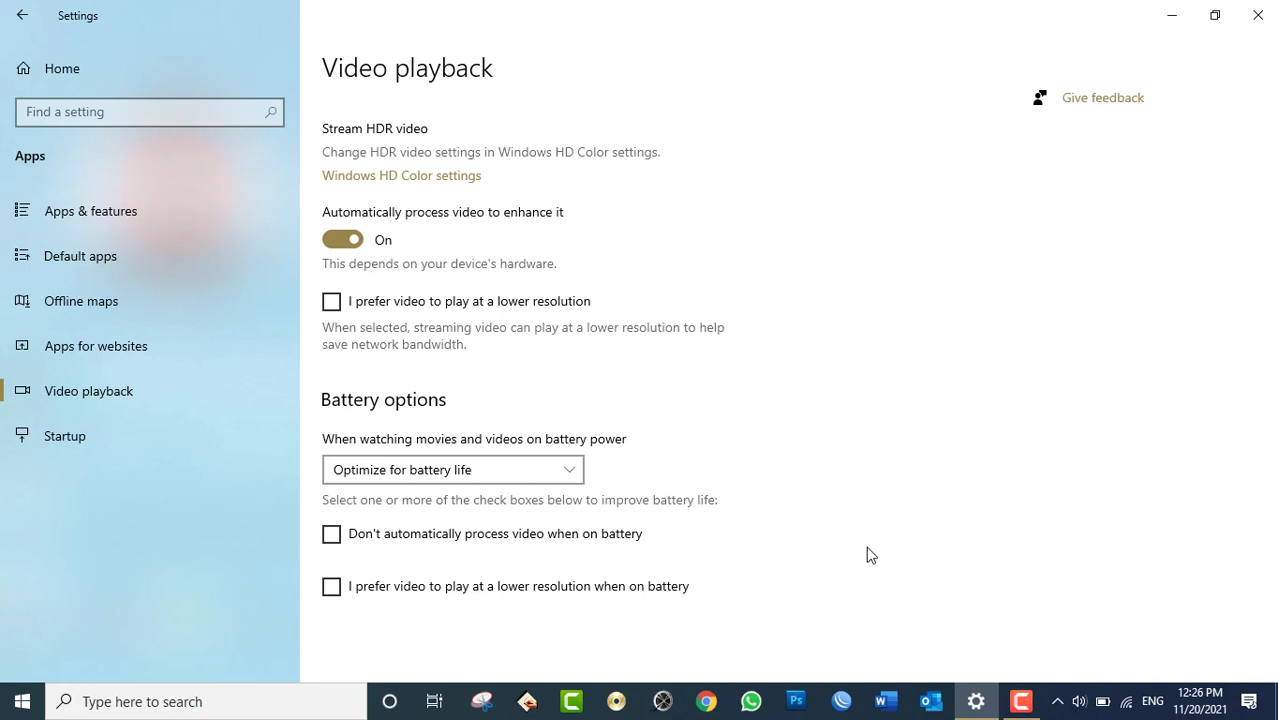 Settings
Home
Find a setting
Apps
Apps & features
Default apps
Offline maps
Apps for websites
Video playback
Startup
Video playback
Give feedback
Stream HDR video
Change HDR video settings in Windows HD Color settings.
Windows HD Color settings
Automatically process video to enhance it
On
This depends on your device's hardware.
I prefer video to play at a lower resolution
When selected, streaming video can play at a lower resolution to help
save network bandwidth.
Battery options
When watching movies and videos on battery power
Optimize for battery life
Select one or more of the check boxes below to improve battery life:
Don't automatically process video when on battery
I prefer video to play at a lower resolution when on battery
Type here to search
Ps
ENG
12:26 PM
11/20/2021